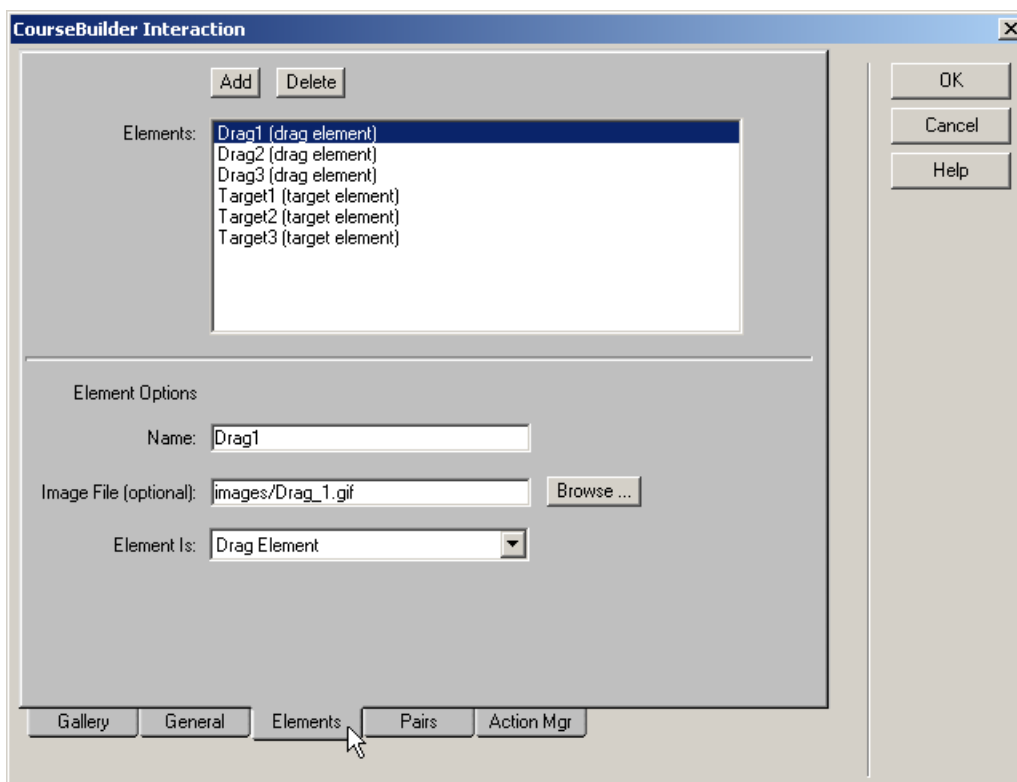 CourseBuilder Interaction
Add Delete
OK
Cancel
Help
Elements:
Drag1 (drag element)
Drag2 (drag element)
Drag3 (drag element)
Target1 (target element)
Target2 (target element)
Target3 (target element)
Element Options
Name: Drag1
Image File (optional): images/Drag_1.gif Browse ...
Element Is: Drag Element
Gallery General Elements Pairs Action Mgr